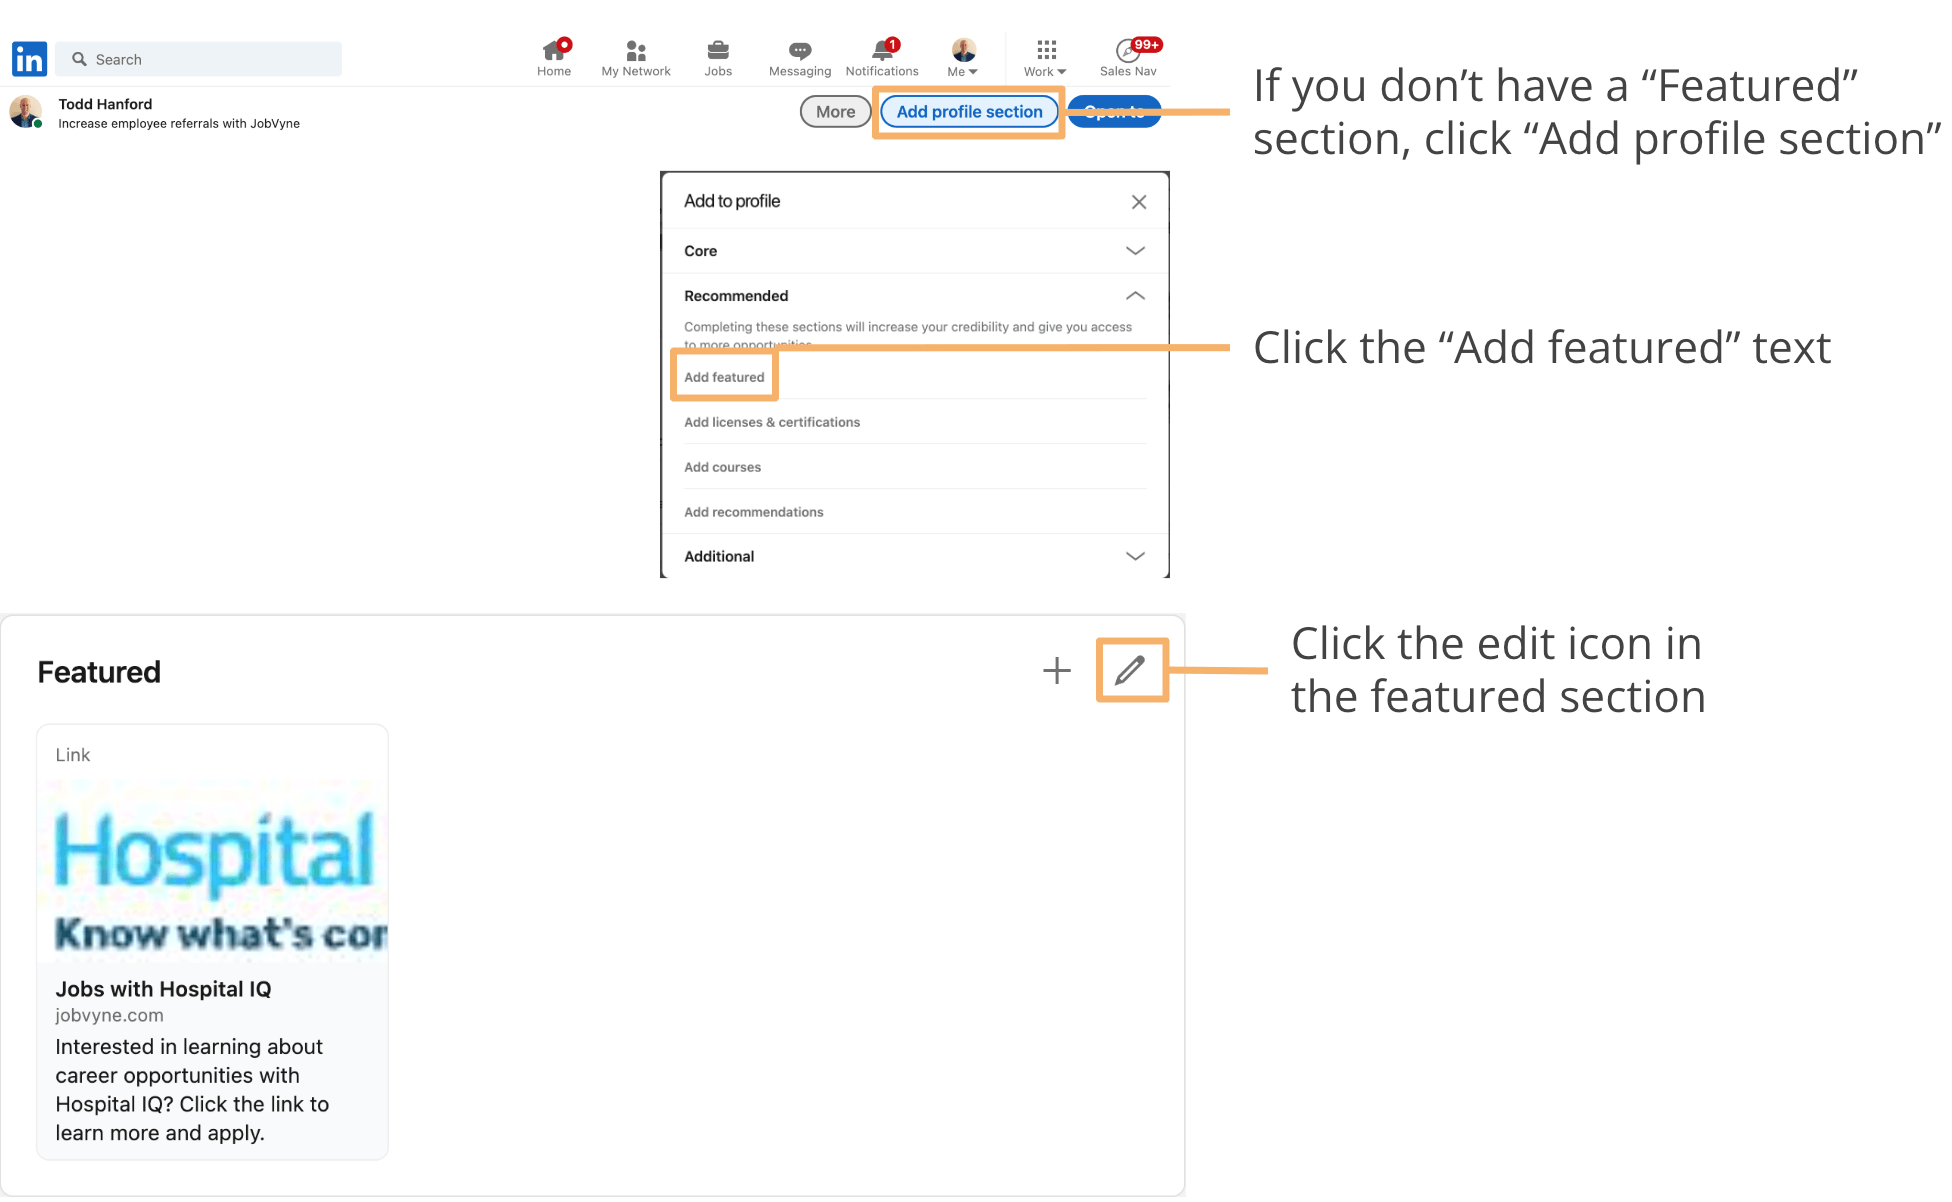 in
Search
Home
My Network
Jobs
Messaging
1
Notifications
Me
Work
99+
Sales Nav
Todd Hanford
Increase employee referrals with JobVyne
More
Add profile section
Open to
If you don’t have a “Featured”
section, click “Add profile section”
Add to profile
Core
Recommended
Completing these sections will increase your credibility and give you access
to more opportunities
Add featured
Click the “Add featured” text
Add licenses & certifications
Add courses
Add recommendations
Additional
Featured
Click the edit icon in
the featured section
Link
Hospital
Know what's cor
Jobs with Hospital IQ
jobvyne.com
Interested in learning about
career opportunities with
Hospital IQ? Click the link to
learn more and apply.